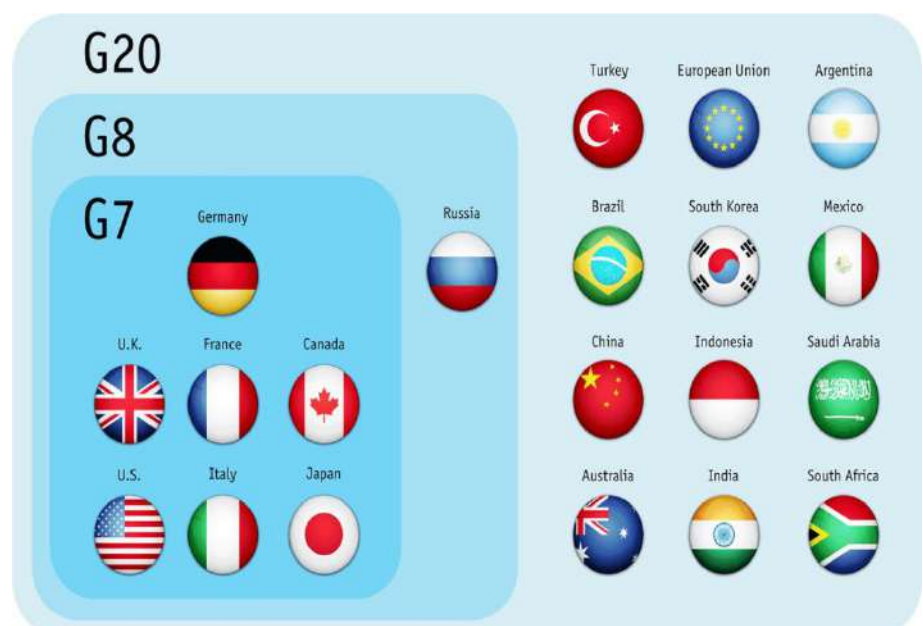 G20
G8
G7
Germany
U.K.
France
Canada
U.S.
Italy
Japan
Russia
Turkey
European Union
Argentina
Brazil
South Korea
Mexico
China
Indonesia
Saudi Arabia
Australia
India
South Africa